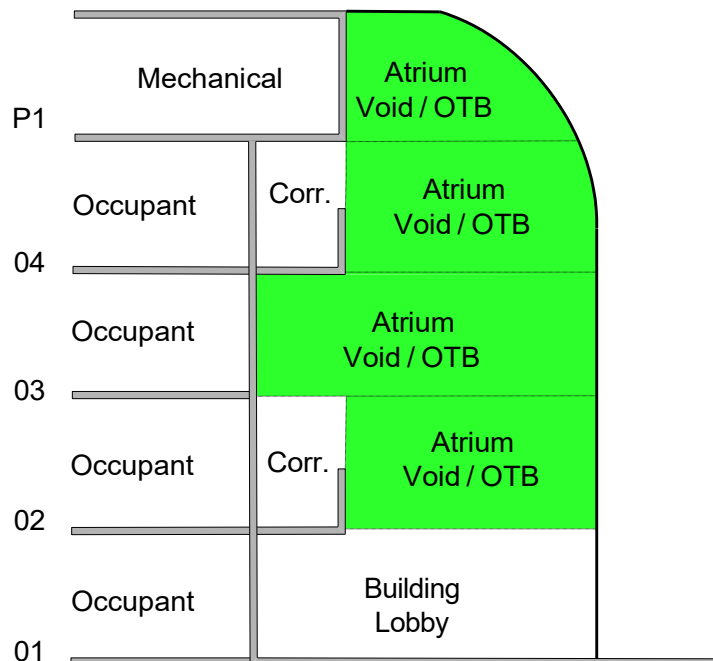 Mechanical
Atrium
Void / OTB
P1
Occupant
Corr.
Atrium
Void / OTB
04
Occupant
Atrium
Void / OTB
03
Occupant
Corr.
Atrium
Void / OTB
02
Occupant
Building
Lobby
01